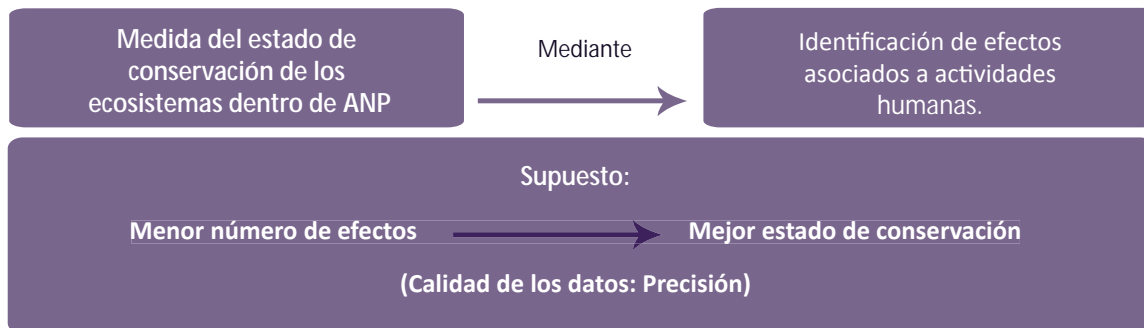 Medida del estado de
conservación de los
ecosistemas dentro de ANP
Mediante
Identificación de efectos
asociados a actividades
humanas.
Supuesto:
Menor número de efectos
Mejor estado de conservación
(Calidad de los datos: Precisión)